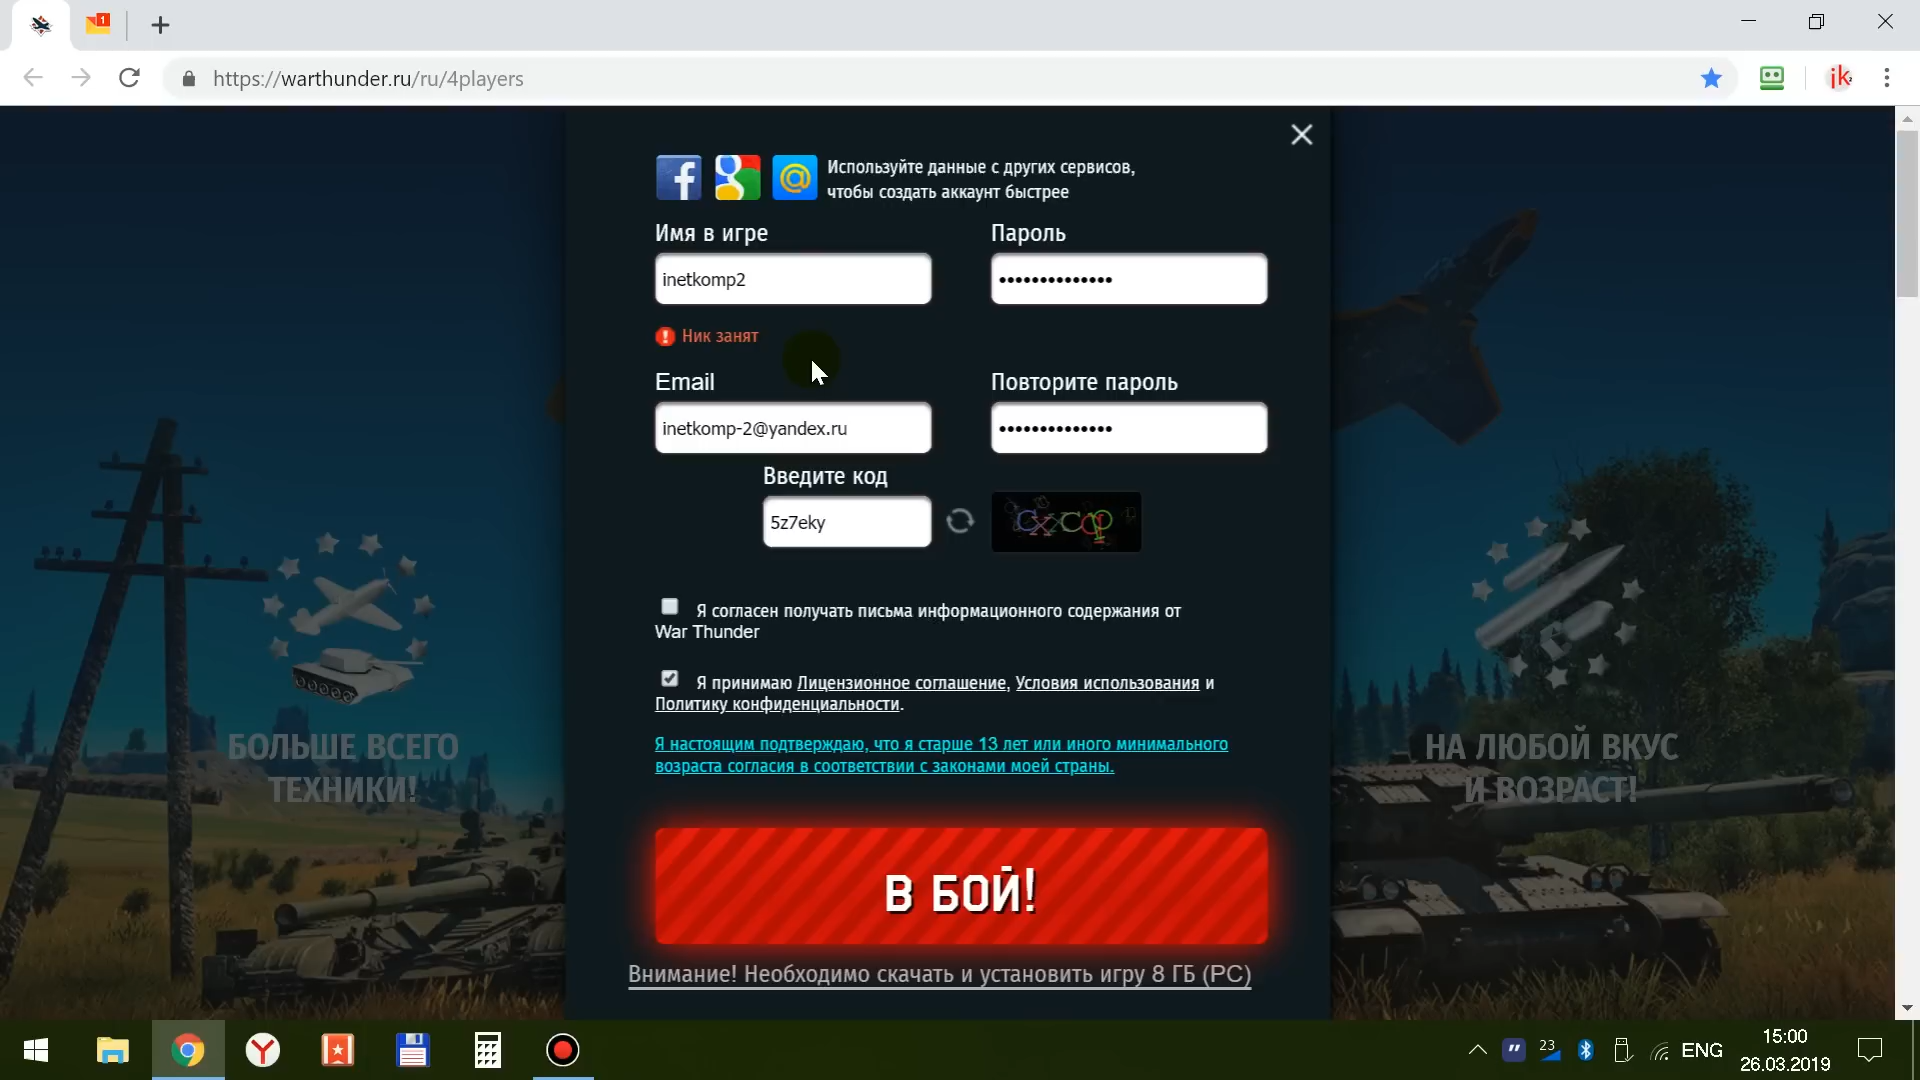 1
https://warthunder.ru/ru/4players
jk2
Используйте данные с других сервисов,
чтобы создать аккаунт быстрее
Имя в игре
Пароль
inetkomp2
••••••••••••••
Ник занят
Email
Повторите пароль
inetkomp-2@yandex.ru
••••••••••••••
Введите код
5z7eky
Я согласен получать письма информационного содержания от
War Thunder
Я принимаю Лицензионное соглашение, Условия использования и
Политику конфиденциальности.
Я настоящим подтверждаю, что я старше 13 лет или иного минимального
возраста согласия в соответствии с законами моей страны.
БОЛЬШЕ ВСЕГО
ТЕХНИКИ!
НА ЛЮБОЙ ВКУС
И ВОЗРАСТ!
В БОЙ!
Внимание! Необходимо скачать и установить игру 8 ГБ (PC)
23
ENG
15:00
26.03.2019